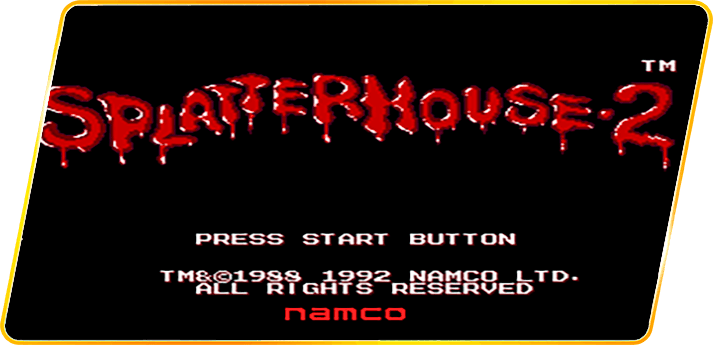 TM
SPLATTERHOUSE·2
PRESS START BUTTON
TM&©1988 1992 NAMCO LTD.
ALL RIGHTS RESERVED
namco